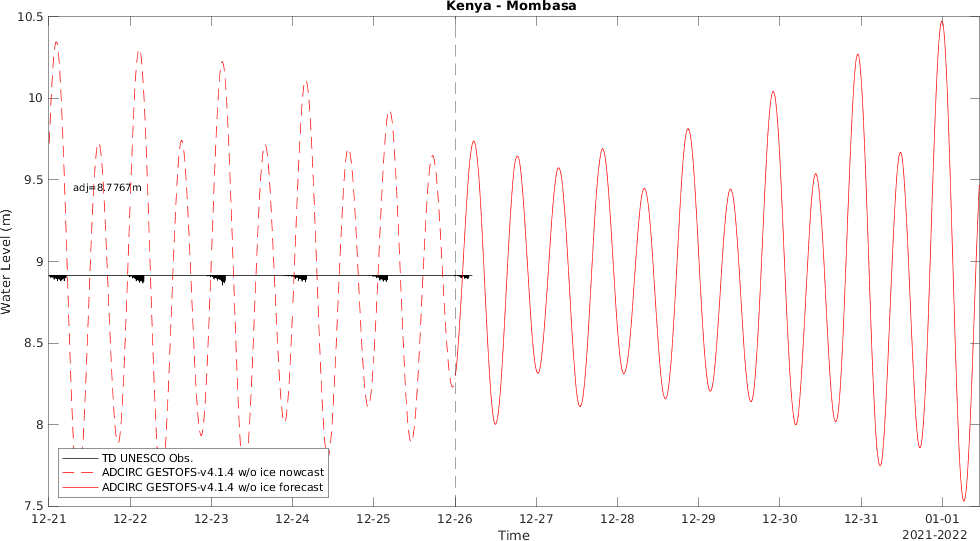 Kenya - Mombasa
10.5
10
9.5
9
8.5
8
7.5
Water Level (m)
adj=8.7767m
TD UNESCO Obs.
ADCIRC GESTOFS-v4.1.4 w/o ice nowcast
ADCIRC GESTOFS-v4.1.4 w/o ice forecast
12-21 12-22 12-23 12-24 12-25 12-26 12-27 12-28 12-29 12-30 12-31 01-01
Time
2021-2022